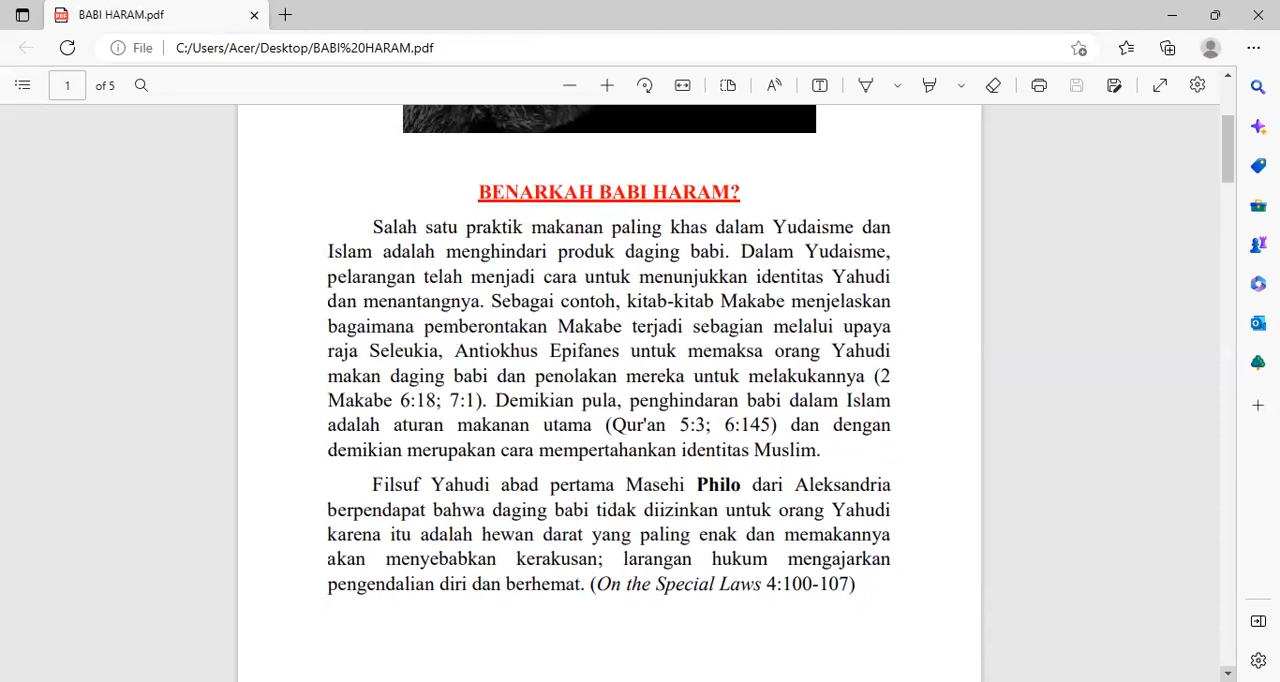 BABI HARAM.pdf
File
C:/Users/Acer/Desktop/BABI%20HARAM.pdf
1 of 5
BENARKAH BABI HARAM?
Salah satu praktik makanan paling khas dalam Yudaisme dan
Islam adalah menghindari produk daging babi. Dalam Yudaisme,
pelarangan telah menjadi cara untuk menunjukkan identitas Yahudi
dan menantangnya. Sebagai contoh, kitab-kitab Makabe menjelaskan
bagaimana pemberontakan Makabe terjadi sebagian melalui upaya
raja Seleukia, Antiokhus Epifanes untuk memaksa orang Yahudi
makan daging babi dan penolakan mereka untuk melakukannya (2
Makabe 6:18; 7:1). Demikian pula, penghindaran babi dalam Islam
adalah aturan makanan utama (Qur'an 5:3; 6:145) dan dengan
demikian merupakan cara mempertahankan identitas Muslim.
Filsuf Yahudi abad pertama Masehi Philo dari Aleksandria
berpendapat bahwa daging babi tidak diizinkan untuk orang Yahudi
karena itu adalah hewan darat yang paling enak dan memakannya
akan menyebabkan kerakusan; larangan hukum mengajarkan
pengendalian diri dan berhemat. (On the Special Laws 4:100-107)